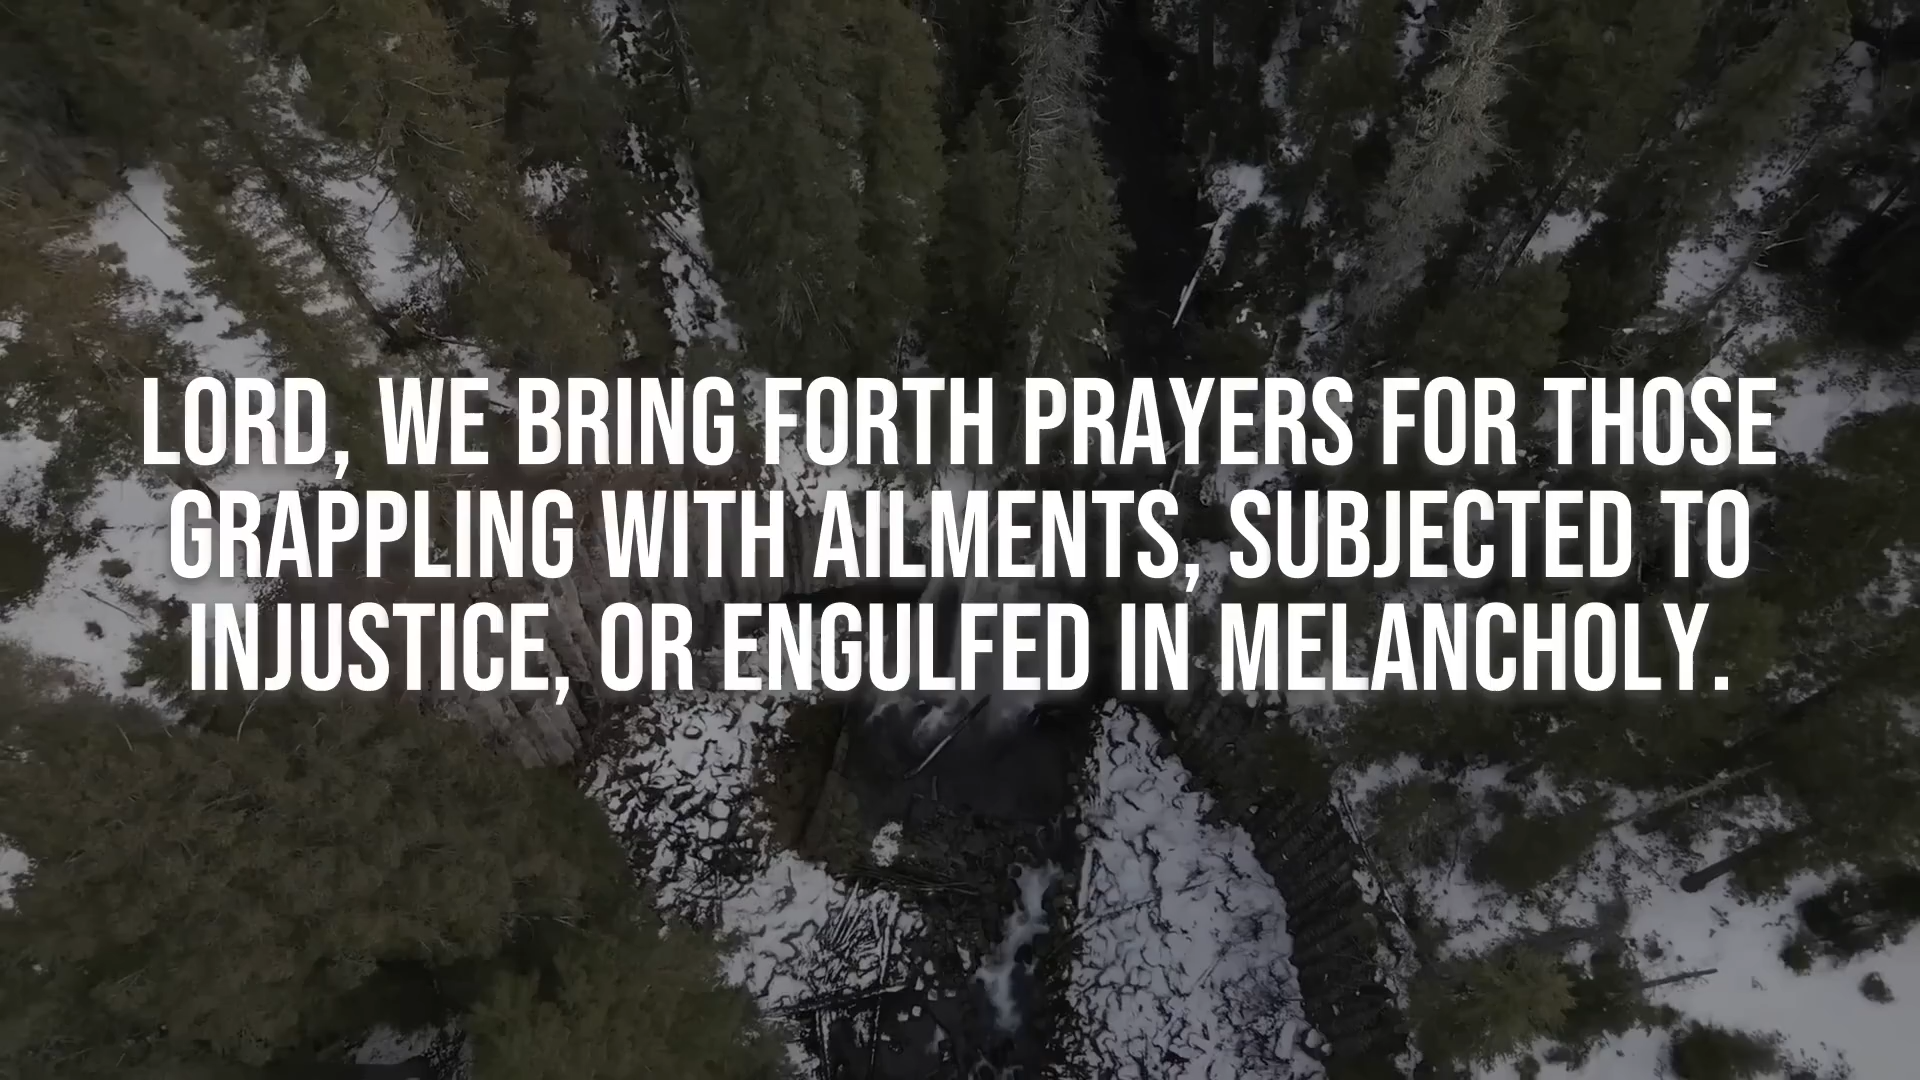 LORD, WE BRING FORTH PRAYERS FOR THOSE
GRAPPLING WITH AILMENTS, SUBJECTED TO
INJUSTICE, OR ENGULFED IN MELANCHOLY.